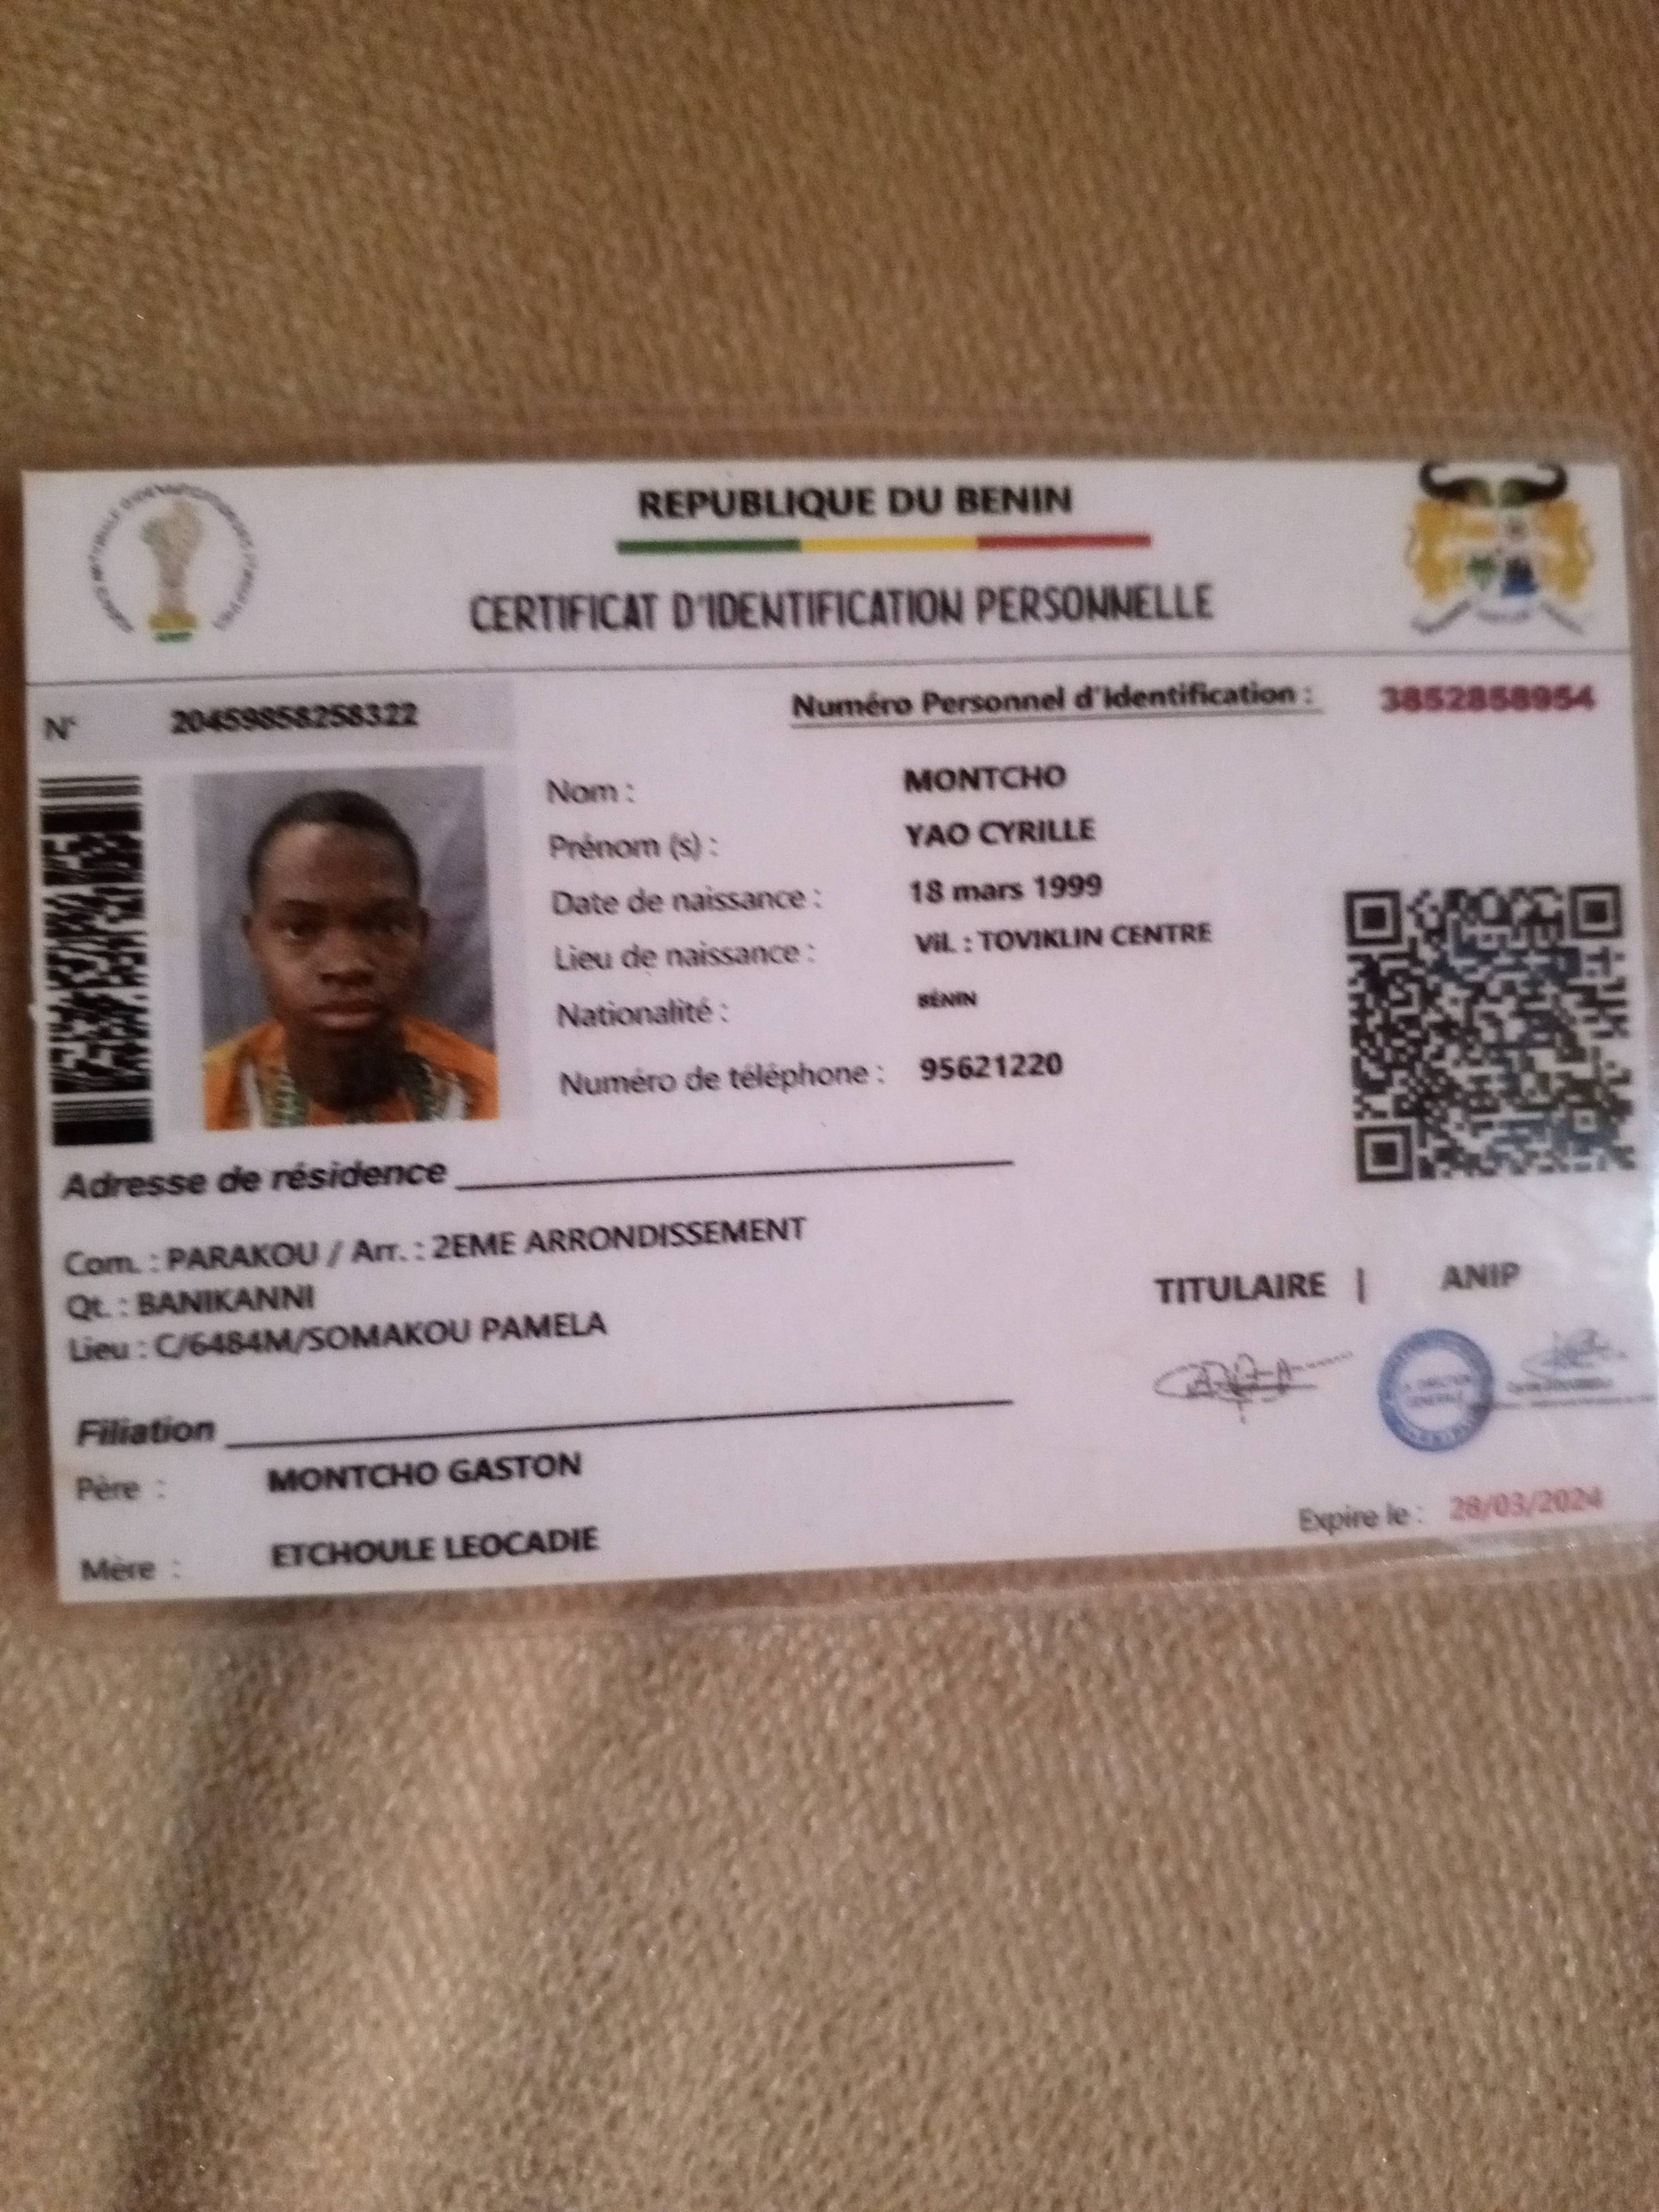 REPUBLIQUE DU BENIN
CERTIFICAT D'IDENTIFICATION PERSONNELLE
N° 20459858258322
Numéro Personnel d'Identification : 3852858954
Nom : MONTCHO
Prénom (s) : YAO CYRILLE
Date de naissance : 18 mars 1999
Lieu de naissance : Vil. : TOVIKLIN CENTRE
Nationalité : BÉNIN
Numéro de téléphone : 95621220
Adresse de résidence
Com. : PARAKOU / Arr. : 2EME ARRONDISSEMENT
Qt. : BANIKANNI
Lieu : C/6484M/SOMAKOU PAMELA
TITULAIRE | ANIP
Filiation
Père : MONTCHO GASTON
Mère : ETCHOULE LEOCADIE
Expire le : 28/03/2024